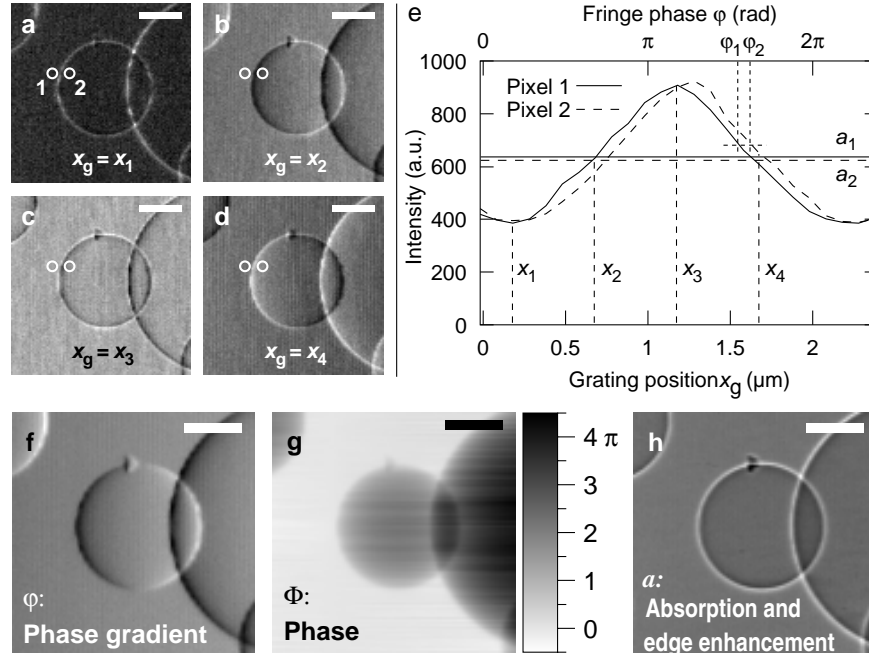 a
1
2
x_g = x_1
b
x_g = x_2
c
x_g = x_3
d
x_g = x_4
e
Fringe phase φ (rad)
0
π
φ_1
φ_2
2π
1000
800
600
400
200
0
Intensity (a.u.)
Pixel 1
Pixel 2
a_1
a_2
x_1
x_2
x_3
x_4
0
0.5
1
1.5
2
Grating positionx_g (μm)
f
φ:
Phase gradient
g
Φ:
Phase
4 π
3
2
1
0
h
a:
Absorption and
edge enhancement